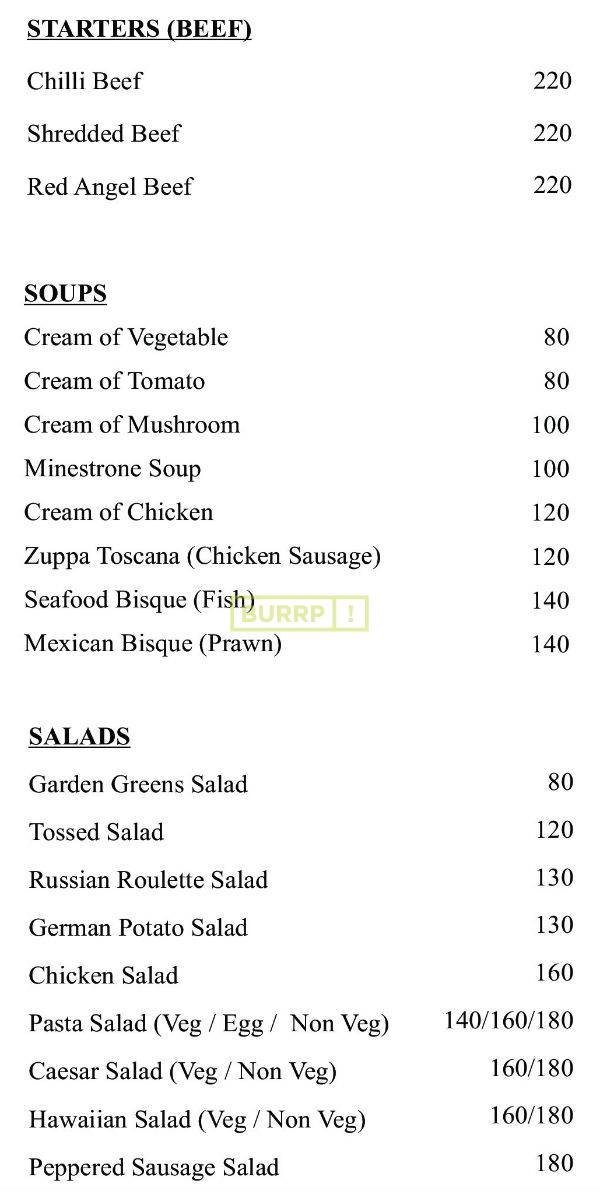 STARTERS (BEEF)
Chilli Beef 220
Shredded Beef 220
Red Angel Beef 220
SOUPS
Cream of Vegetable 80
Cream of Tomato 80
Cream of Mushroom 100
Minestrone Soup 100
Cream of Chicken 120
Zuppa Toscana (Chicken Sausage) 120
Seafood Bisque (Fish) 140
BURRP !
Mexican Bisque (Prawn) 140
SALADS
Garden Greens Salad 80
Tossed Salad 120
Russian Roulette Salad 130
German Potato Salad 130
Chicken Salad 160
Pasta Salad (Veg / Egg /  Non Veg) 140/160/180
Caesar Salad (Veg / Non Veg) 160/180
Hawaiian Salad (Veg / Non Veg) 160/180
Peppered Sausage Salad 180